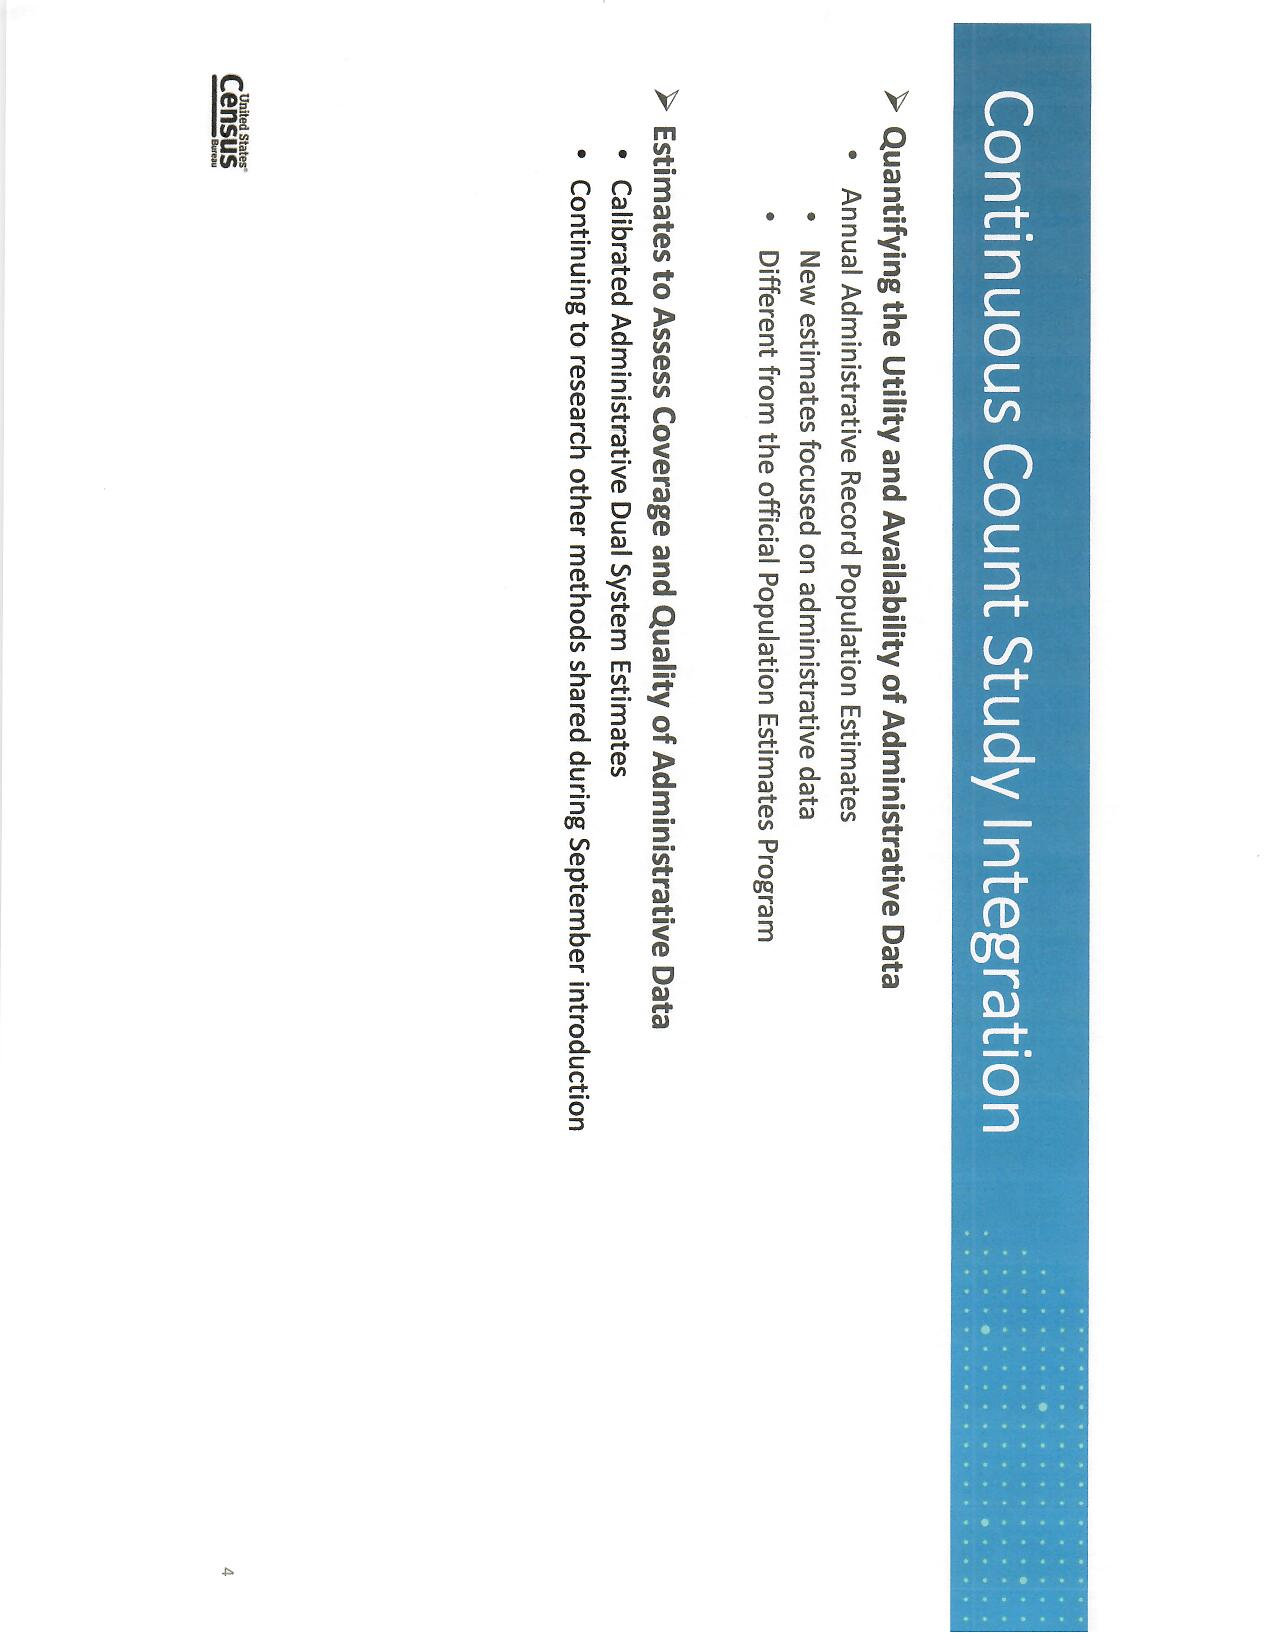 Continuous Count Study Integration
➢ Quantifying the Utility and Availability of Administrative Data
• Annual Administrative Record Population Estimates
• New estimates focused on administrative data
• Different from the official Population Estimates Program
➢ Estimates to Assess Coverage and Quality of Administrative Data
• Calibrated Administrative Dual System Estimates
• Continuing to research other methods shared during September introduction
United States®
Census
Bureau
4